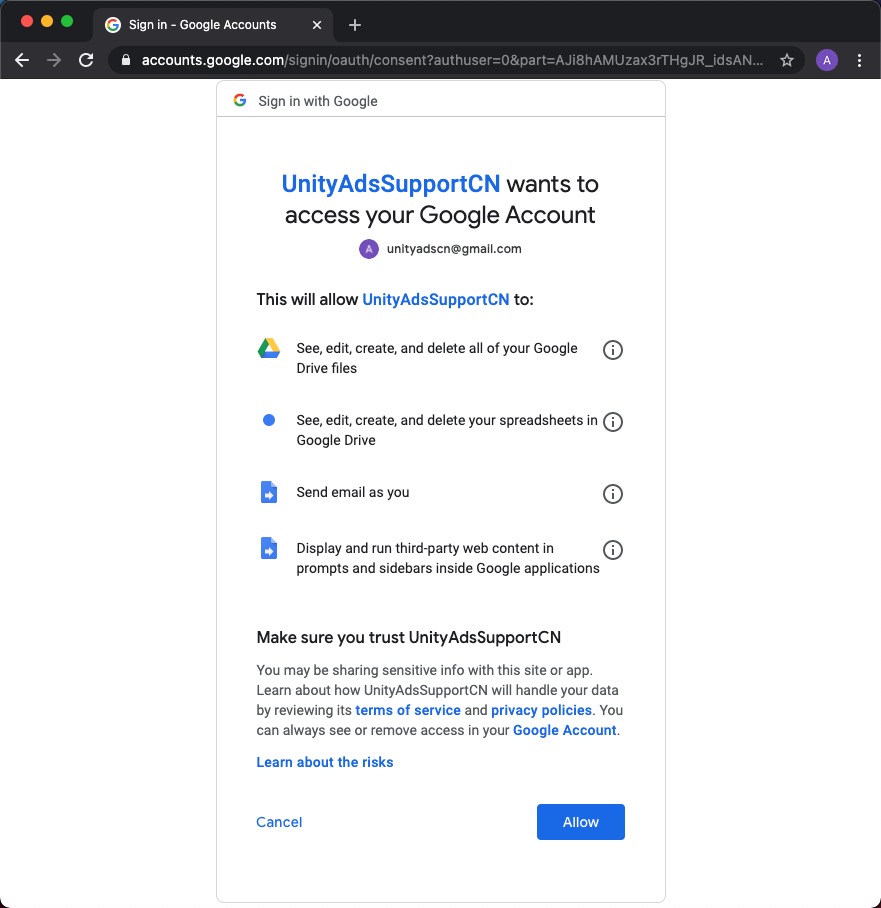 Sign in - Google Accounts
accounts.google.com/signin/oauth/consent?authuser=0&part=AJi8hAMUzax3rTHgJR_idsAN...
A
Sign in with Google
UnityAdsSupportCN wants to
access your Google Account
A unityadscn@gmail.com
This will allow UnityAdsSupportCN to:
See, edit, create, and delete all of your Google
Drive files
See, edit, create, and delete your spreadsheets in
Google Drive
Send email as you
Display and run third-party web content in
prompts and sidebars inside Google applications
Make sure you trust UnityAdsSupportCN
You may be sharing sensitive info with this site or app.
Learn about how UnityAdsSupportCN will handle your data
by reviewing its terms of service and privacy policies. You
can always see or remove access in your Google Account.
Learn about the risks
Cancel
Allow